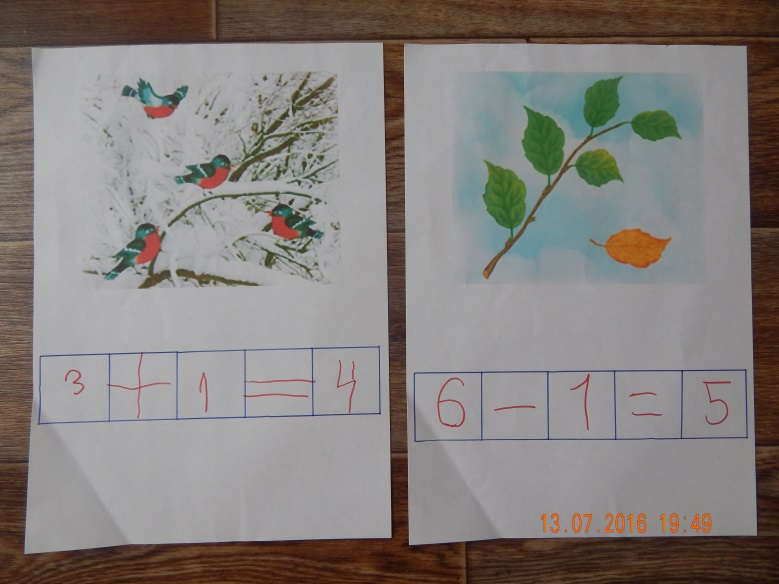 3 + 1 = 4
6 - 1 = 5
13.07.2016 19:49